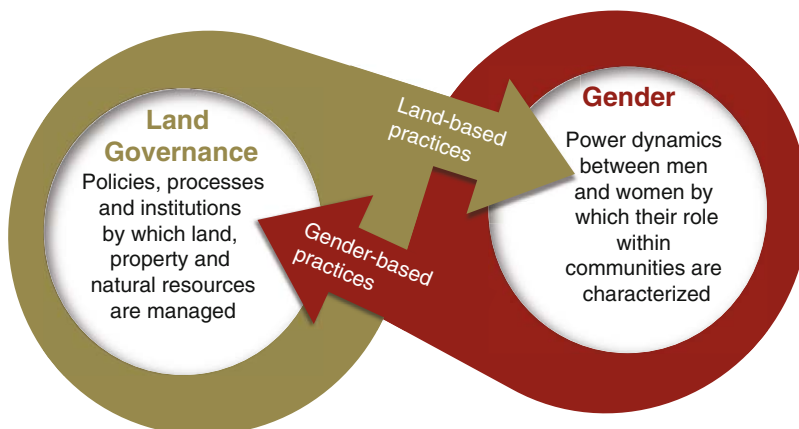 Land
Governance
Policies, processes
and institutions
by which land,
property and
natural resources
are managed
Land-based
practices
Gender-based
practices
Gender
Power dynamics
between men
and women by
which their role
within
communities are
characterized